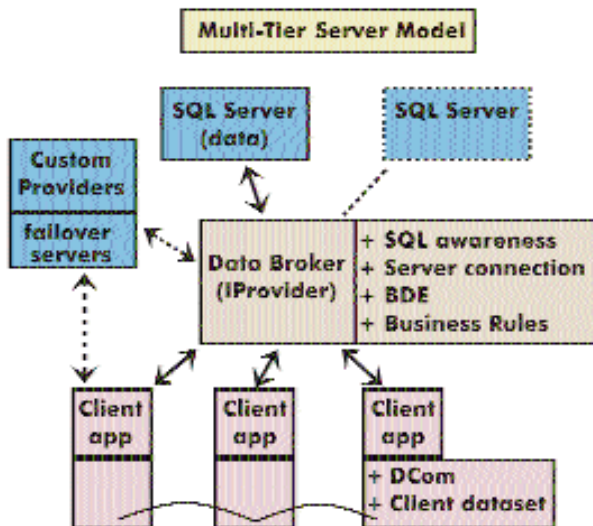 Multi-Tier Server Model
SQL Server
(data)
SQL Server
Custom
Providers
failover
servers
Data Broker
(IProvider)
+ SQL awareness
+ Server connection
+ BDE
+ Business Rules
Client
app
Client
app
Client
app
+ DCom
+ Client dataset